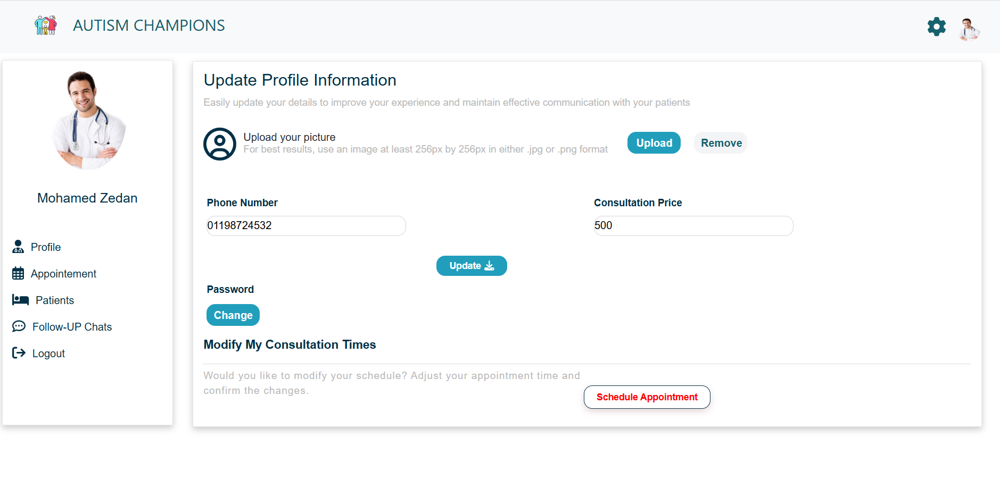 AUTISM CHAMPIONS
Mohamed Zedan
Profile
Appointement
Patients
Follow-UP Chats
Logout
Update Profile Information
Easily update your details to improve your experience and maintain effective communication with your patients
Upload your picture
For best results, use an image at least 256px by 256px in either .jpg or .png format
Upload
Remove
Phone Number
Consultation Price
01198724532
500
Update
Password
Change
Modify My Consultation Times
Would you like to modify your schedule? Adjust your appointment time and
confirm the changes.
Schedule Appointment